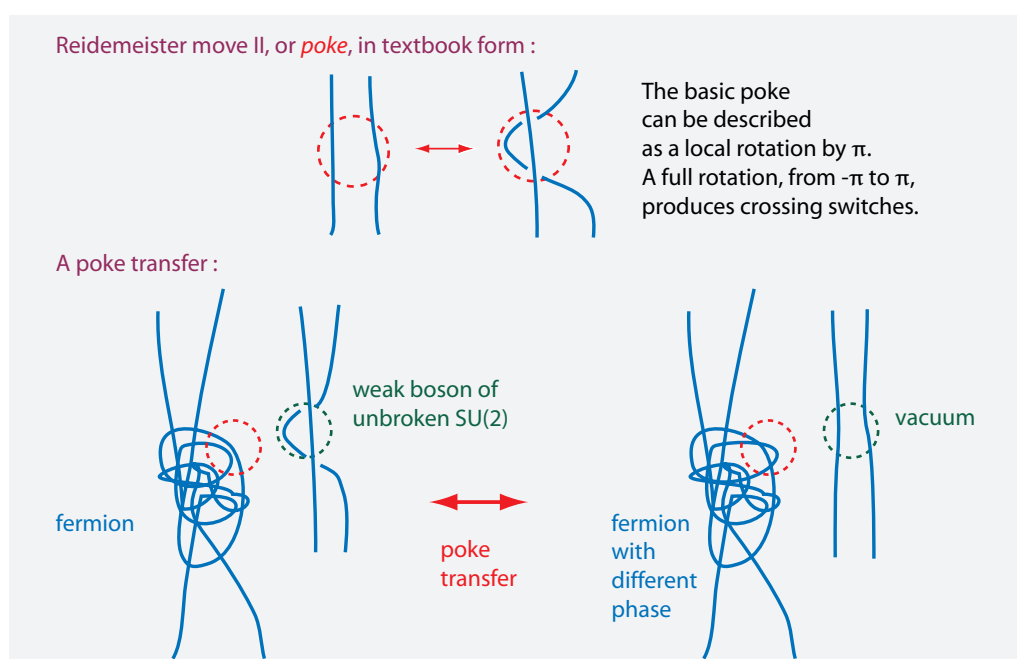 Reidemeister move II, or poke, in textbook form :
The basic poke
can be described
as a local rotation by π.
A full rotation, from -π to π,
produces crossing switches.
A poke transfer :
weak boson of
unbroken SU(2)
vacuum
fermion
poke
transfer
fermion
with
different
phase